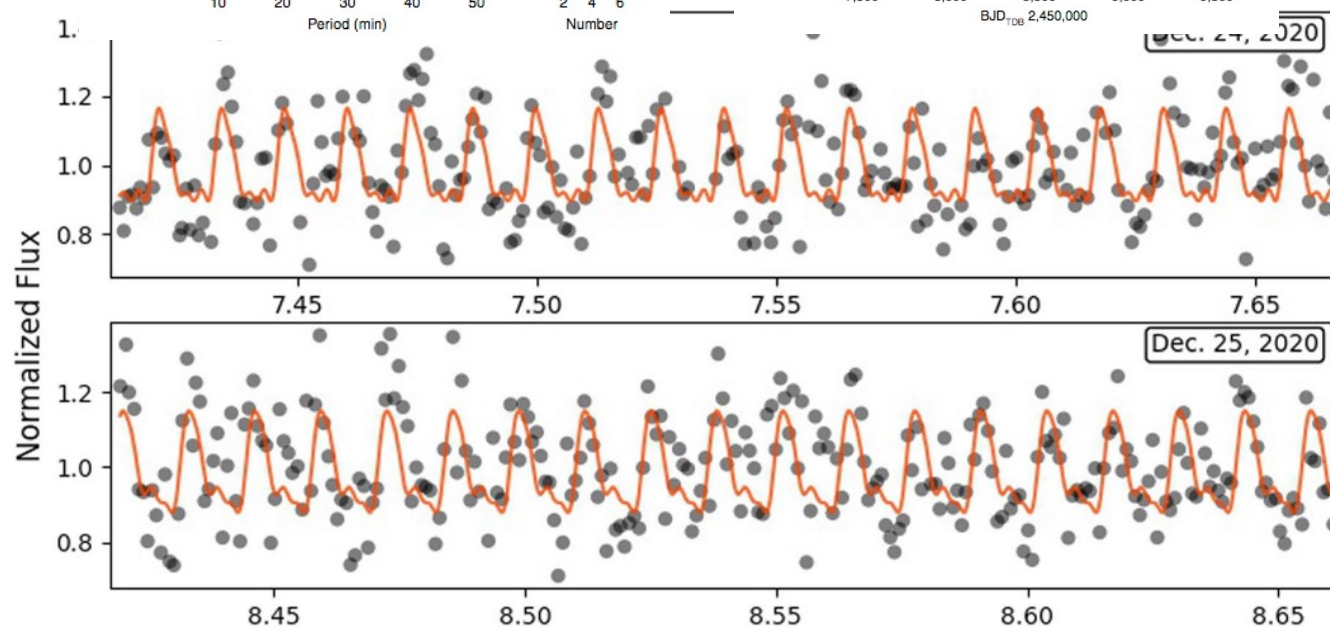 10 20 30 40 50 2 4 6
Period (min) Number BJD_TDB 2,450,000
1.
Dec. 24, 2020
1.2
1.0
0.8
7.45 7.50 7.55 7.60 7.65
Normalized Flux
Dec. 25, 2020
1.2
1.0
0.8
8.45 8.50 8.55 8.60 8.65